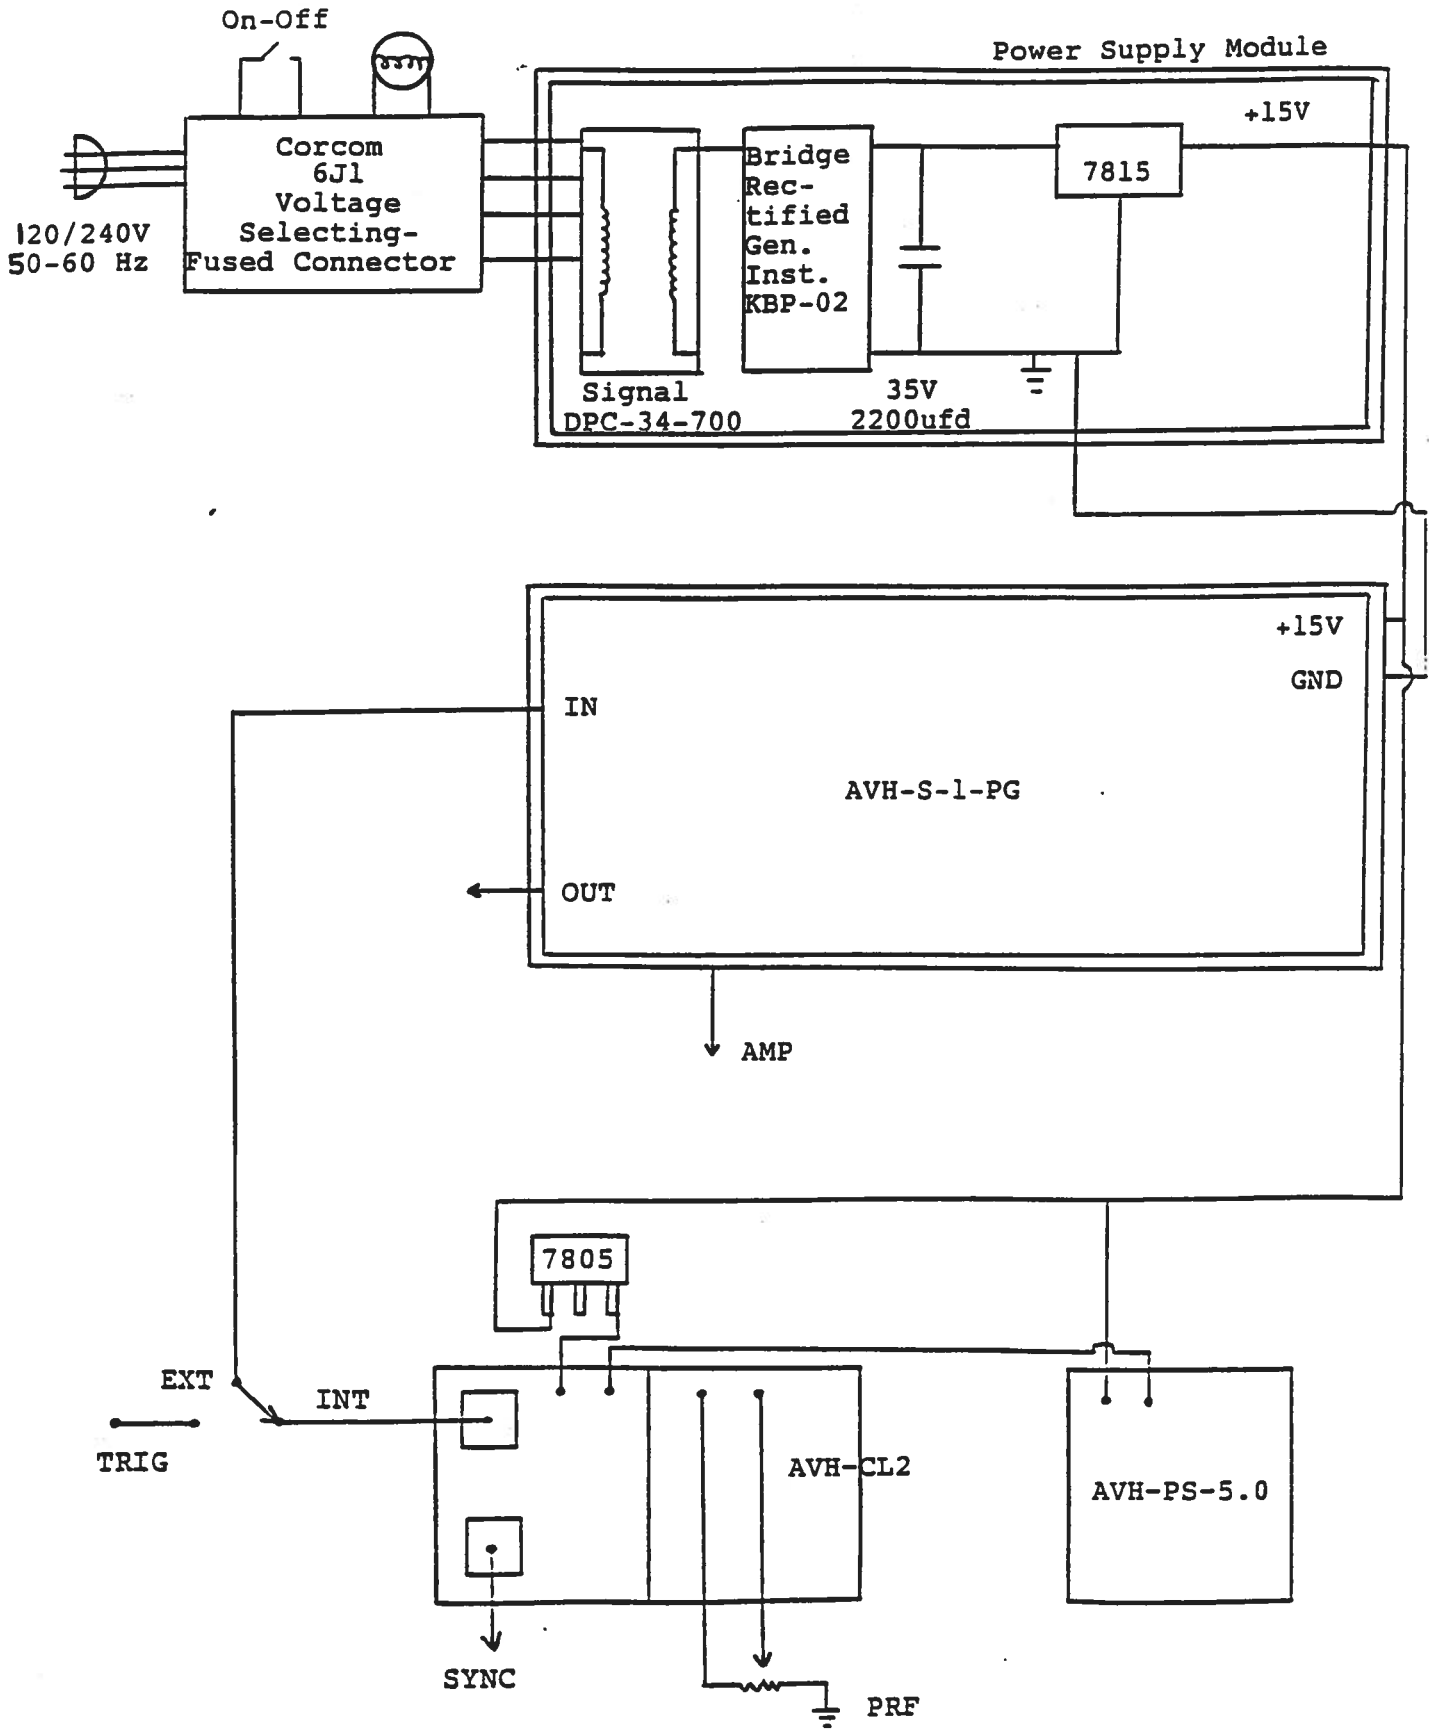 On-Off
Power Supply Module
+15V
Corcom
6J1
Voltage
Selecting-
Fused Connector
120/240V
50-60 Hz
Bridge
Rec-
tified
Gen.
Inst.
KBP-02
7815
Signal
DPC-34-700
35V
2200ufd
+15V
GND
IN
AVH-S-1-PG
OUT
AMP
7805
EXT
INT
TRIG
AVH-CL2
AVH-PS-5.0
SYNC
PRF